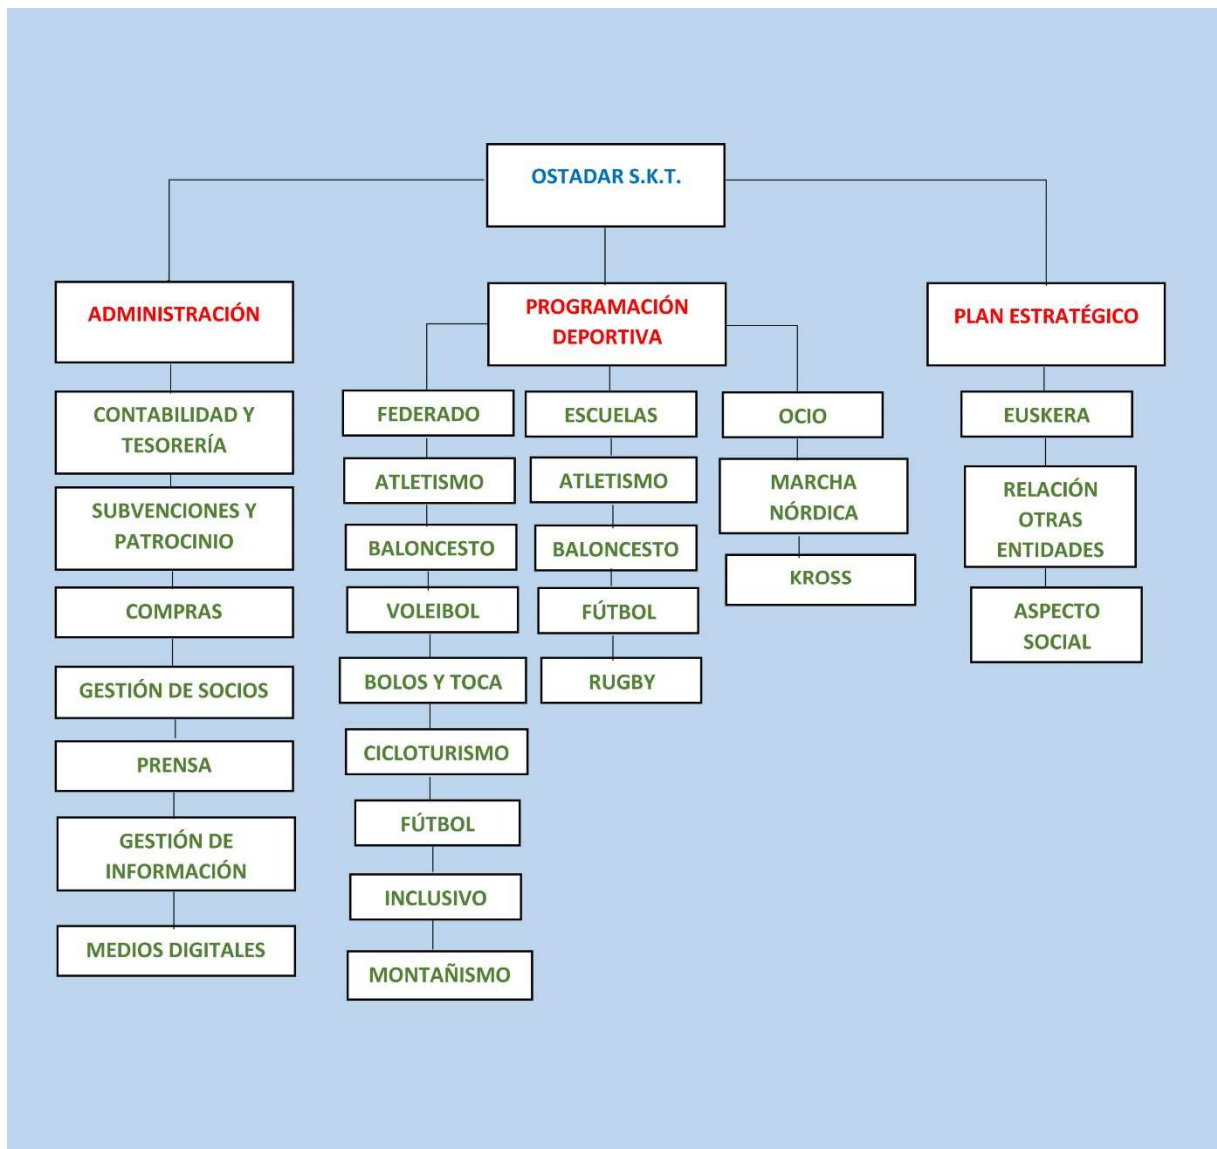 OSTADAR S.K.T.
ADMINISTRACIÓN
CONTABILIDAD Y
TESORERÍA
SUBVENCIONES Y
PATROCINIO
COMPRAS
GESTIÓN DE SOCIOS
PRENSA
GESTIÓN DE
INFORMACIÓN
MEDIOS DIGITALES
PROGRAMACIÓN
DEPORTIVA
FEDERADO
ATLETISMO
BALONCESTO
VOLEIBOL
BOLOS Y TOCA
CICLOTURISMO
FÚTBOL
INCLUSIVO
MONTAÑISMO
ESCUELAS
ATLETISMO
BALONCESTO
FÚTBOL
RUGBY
OCIO
MARCHA
NÓRDICA
KROSS
PLAN ESTRATÉGICO
EUSKERA
RELACIÓN
OTRAS
ENTIDADES
ASPECTO
SOCIAL